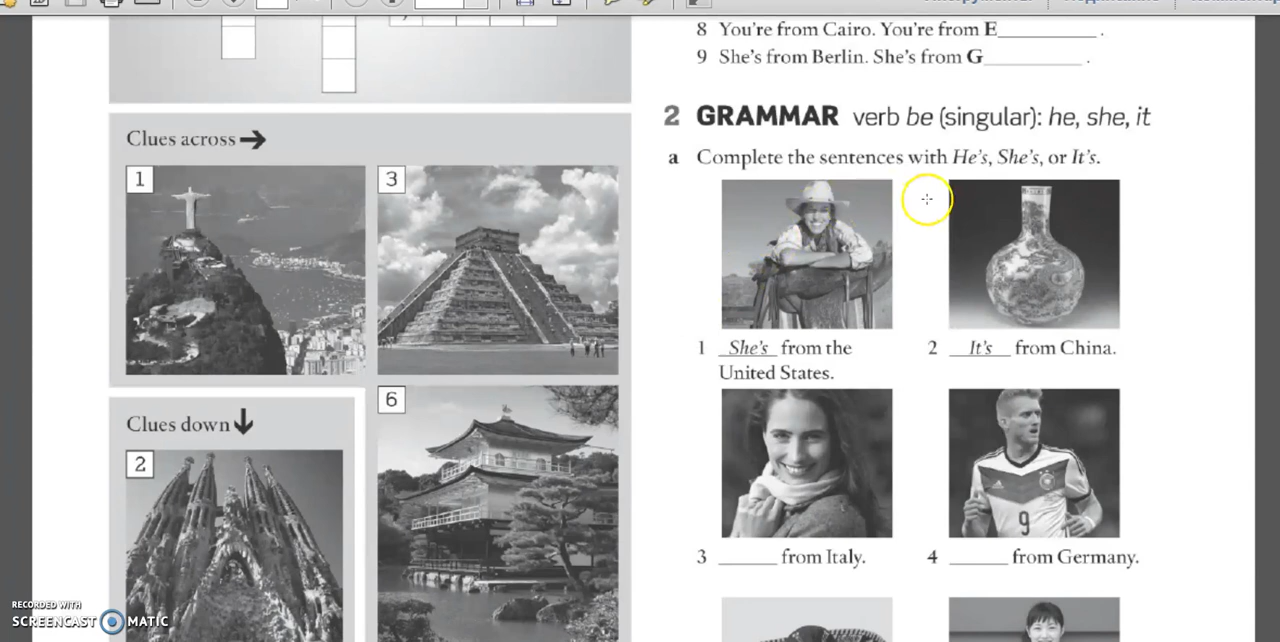 8 You're from Cairo. You're from E__________ .
9 She's from Berlin. She's from G__________ .
2 GRAMMAR verb be (singular): he, she, it
a Complete the sentences with He's, She's, or It's.
1 She's from the
United States.
2 It's from China.
3 ______ from Italy.
4 ______ from Germany.
9
Clues across
1
3
Clues down
2
6
RECORDED WITH
SCREENCAST MATIC